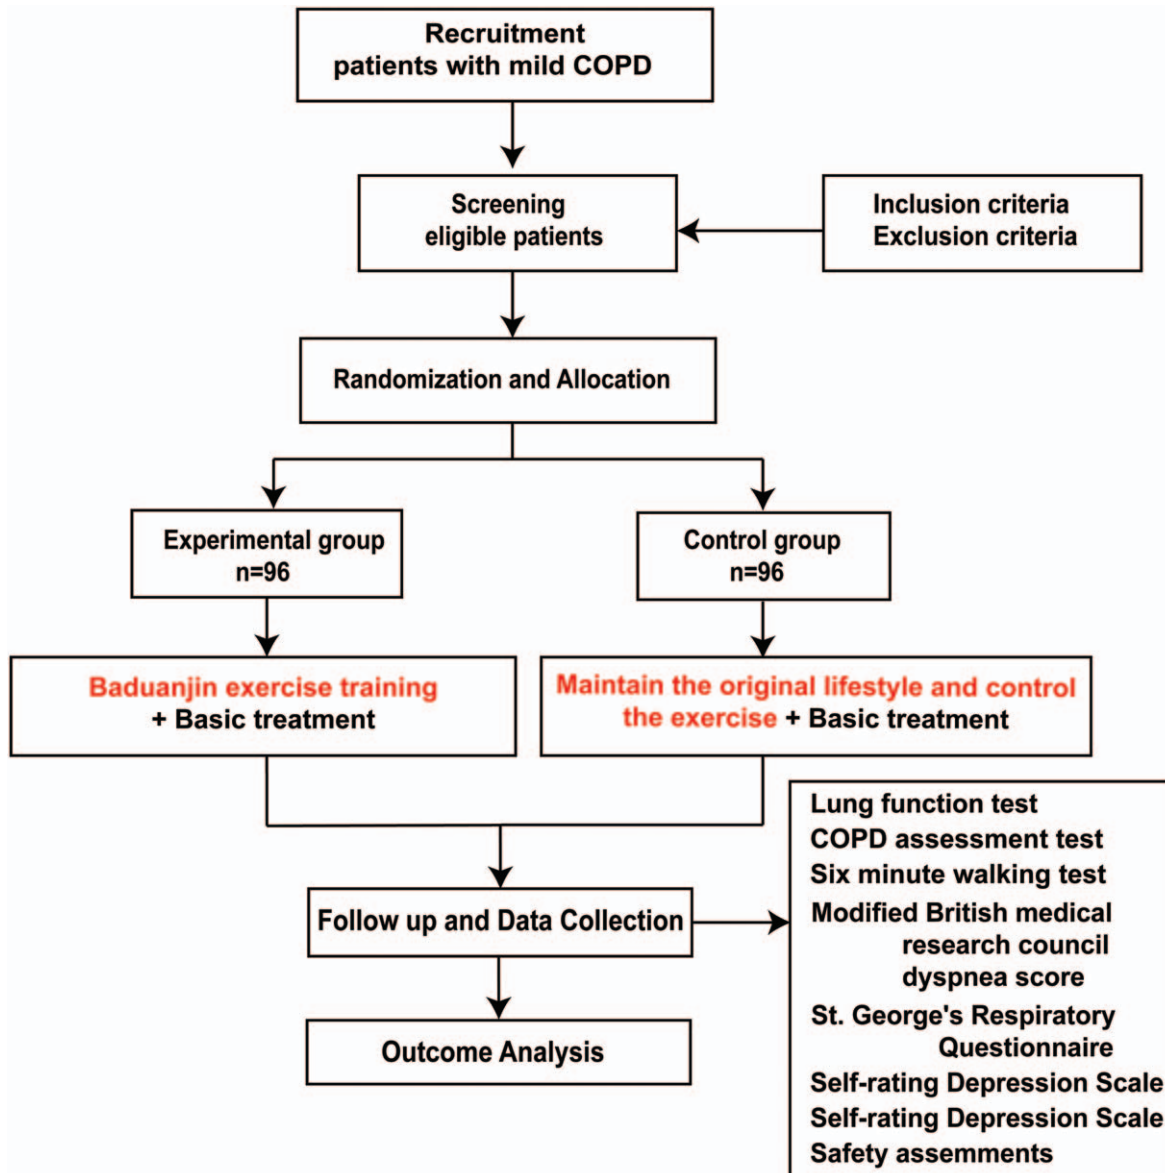 Recruitment
patients with mild COPD
Screening
eligible patients
Inclusion criteria
Exclusion criteria
Randomization and Allocation
Experimental group
n=96
Control group
n=96
Baduanjin exercise training
+ Basic treatment
Maintain the original lifestyle and control
the exercise + Basic treatment
Follow up and Data Collection
Lung function test
COPD assessment test
Six minute walking test
Modified British medical
research council
dyspnea score
St. George's Respiratory
Questionnaire
Self-rating Depression Scale
Self-rating Depression Scale
Safety assemments
Outcome Analysis